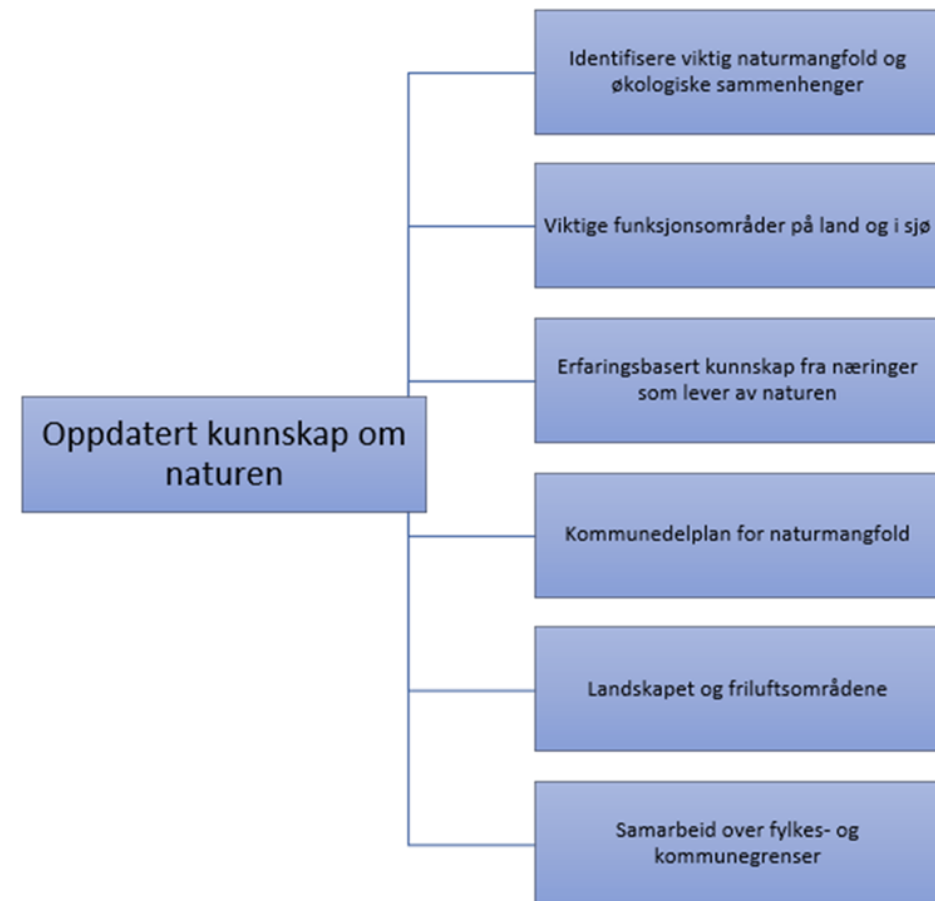 Identifisere viktig naturmangfold og
økologiske sammenhenger
Viktige funksjonsområder på land og i sjø
Erfaringsbasert kunnskap fra næringer
som lever av naturen
Oppdatert kunnskap om
naturen
Kommunedelplan for naturmangfold
Landskapet og friluftsområdene
Samarbeid over fylkes- og
kommunegrenser